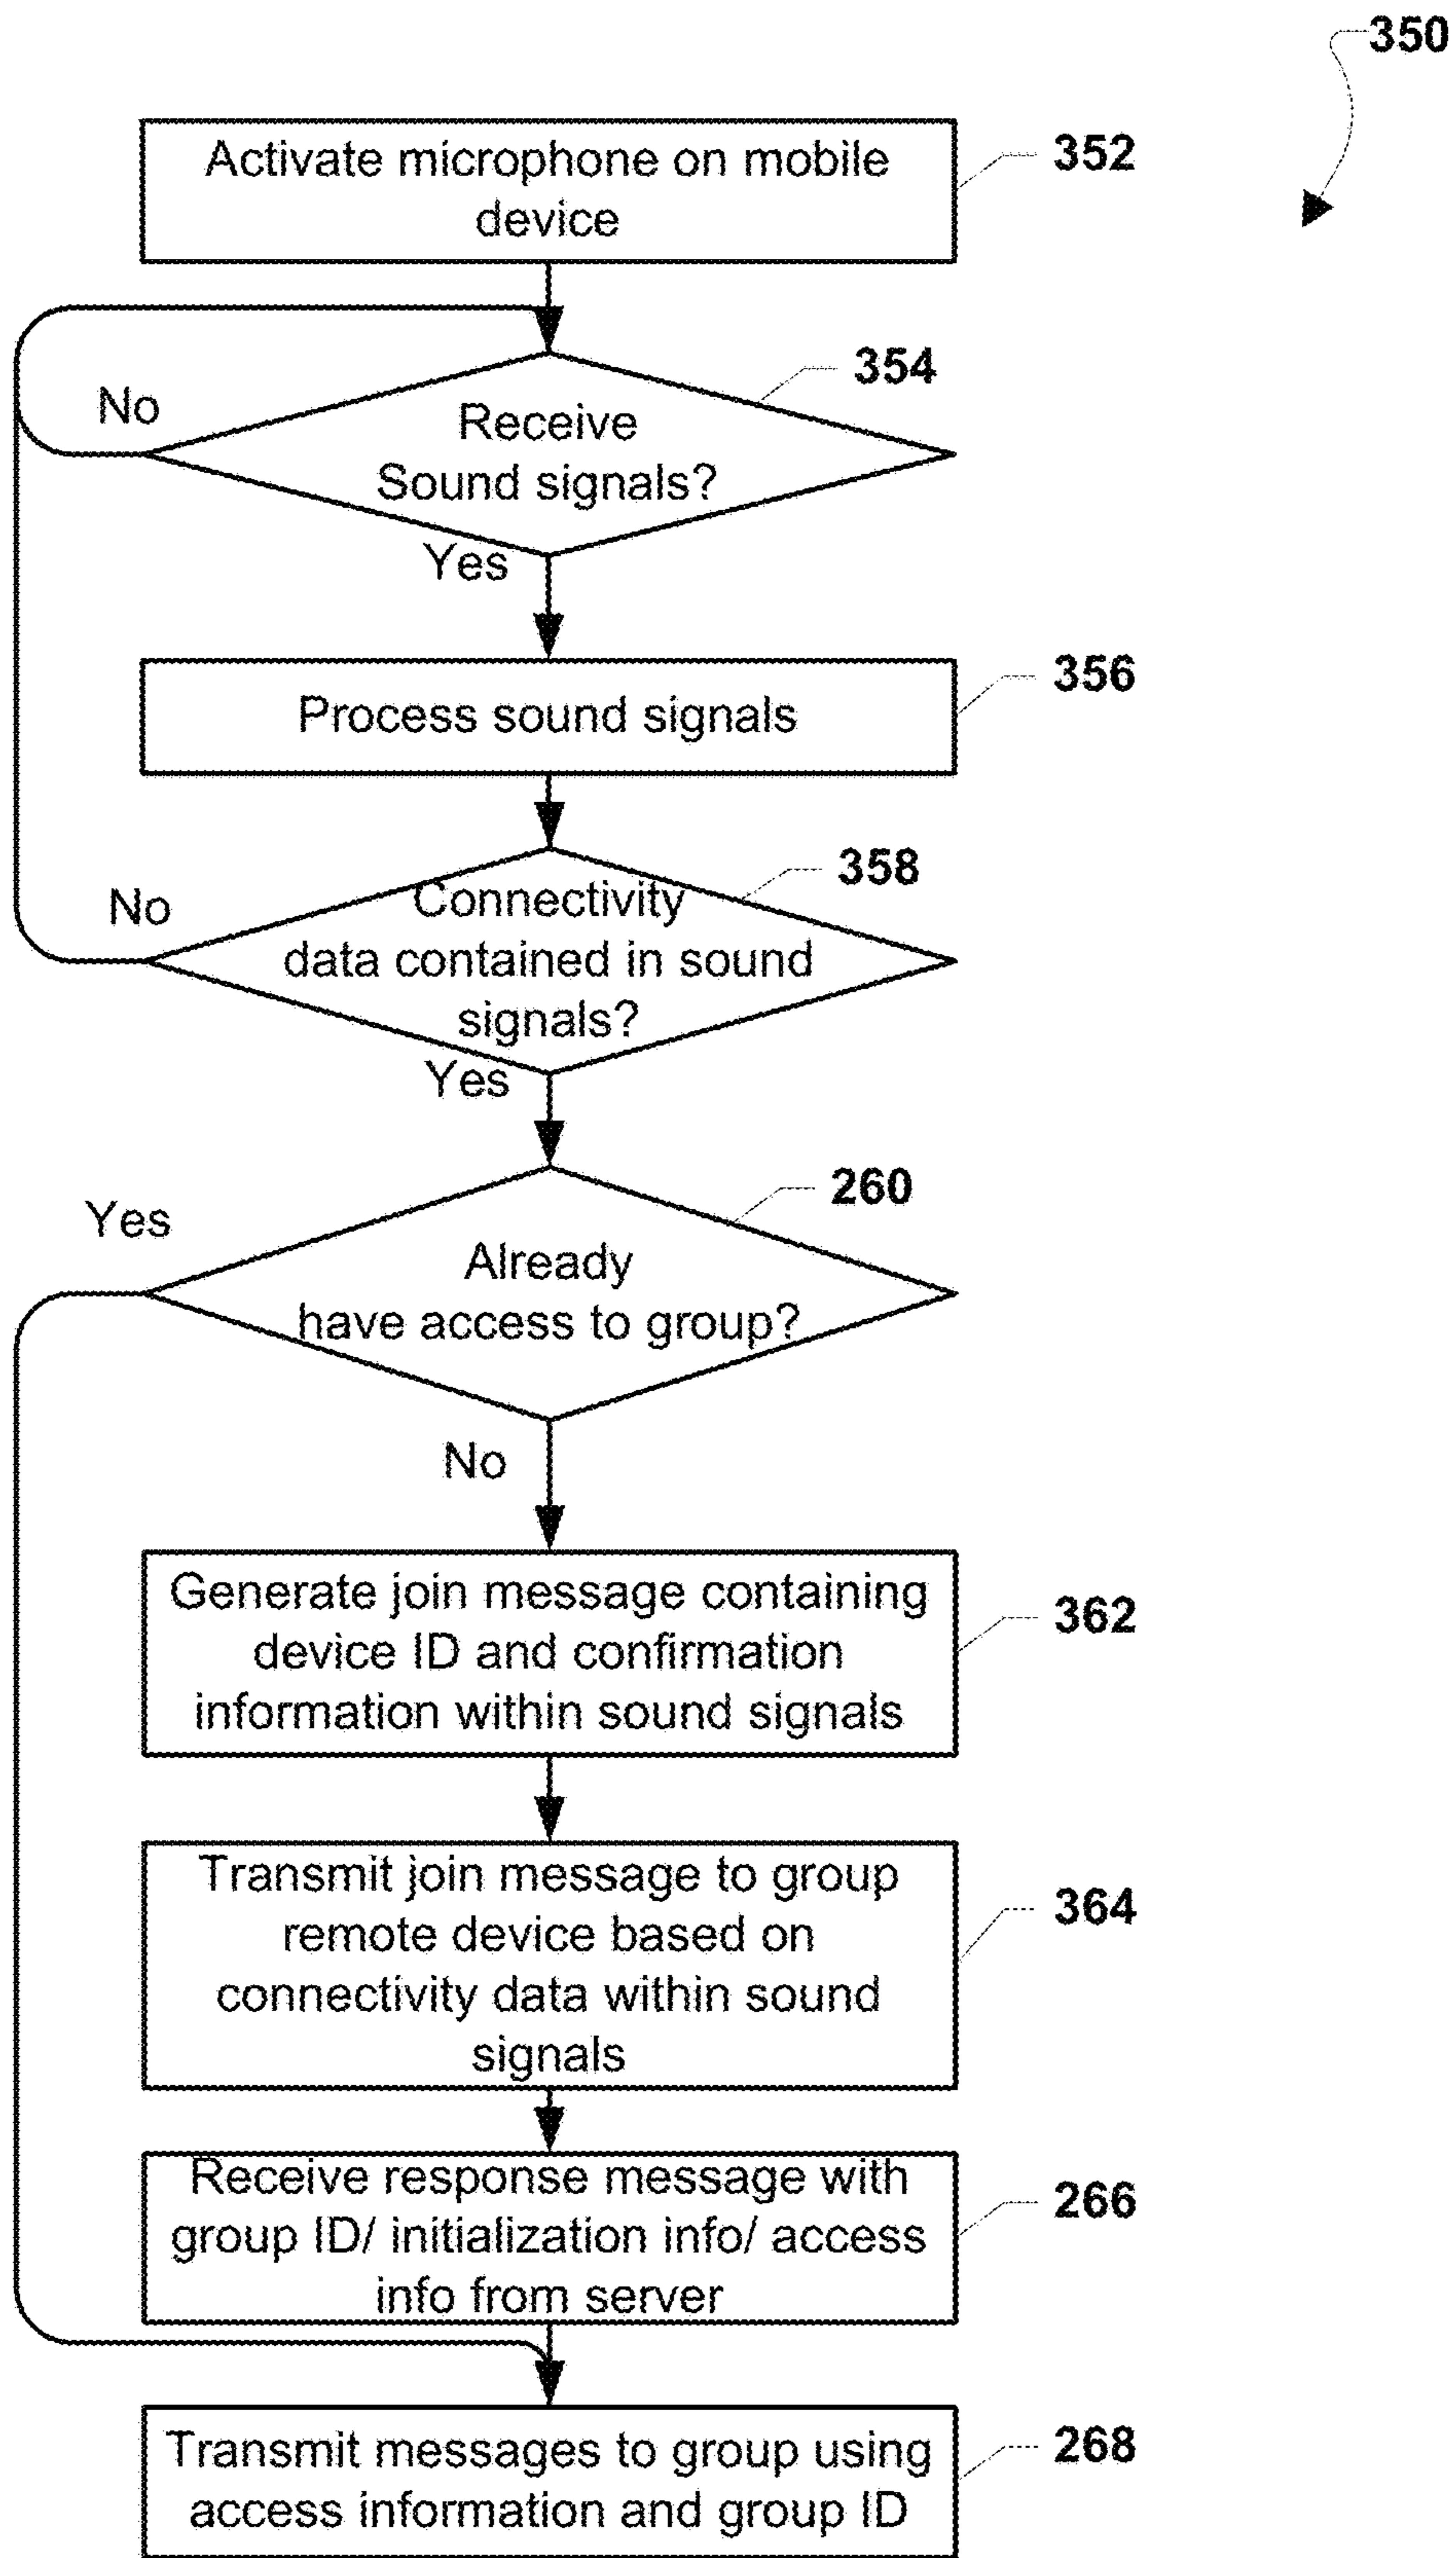 350
Activate microphone on mobile
device
352
354
No
Receive
Sound signals?
Yes
356
Process sound signals
358
No
Connectivity
data contained in sound
signals?
Yes
260
Yes
Already
have access to group?
No
Generate join message containing
device ID and confirmation
information within sound signals
362
Transmit join message to group
remote device based on
connectivity data within sound
signals
364
Receive response message with
group ID/ initialization info/ access
info from server
266
Transmit messages to group using
access information and group ID
268